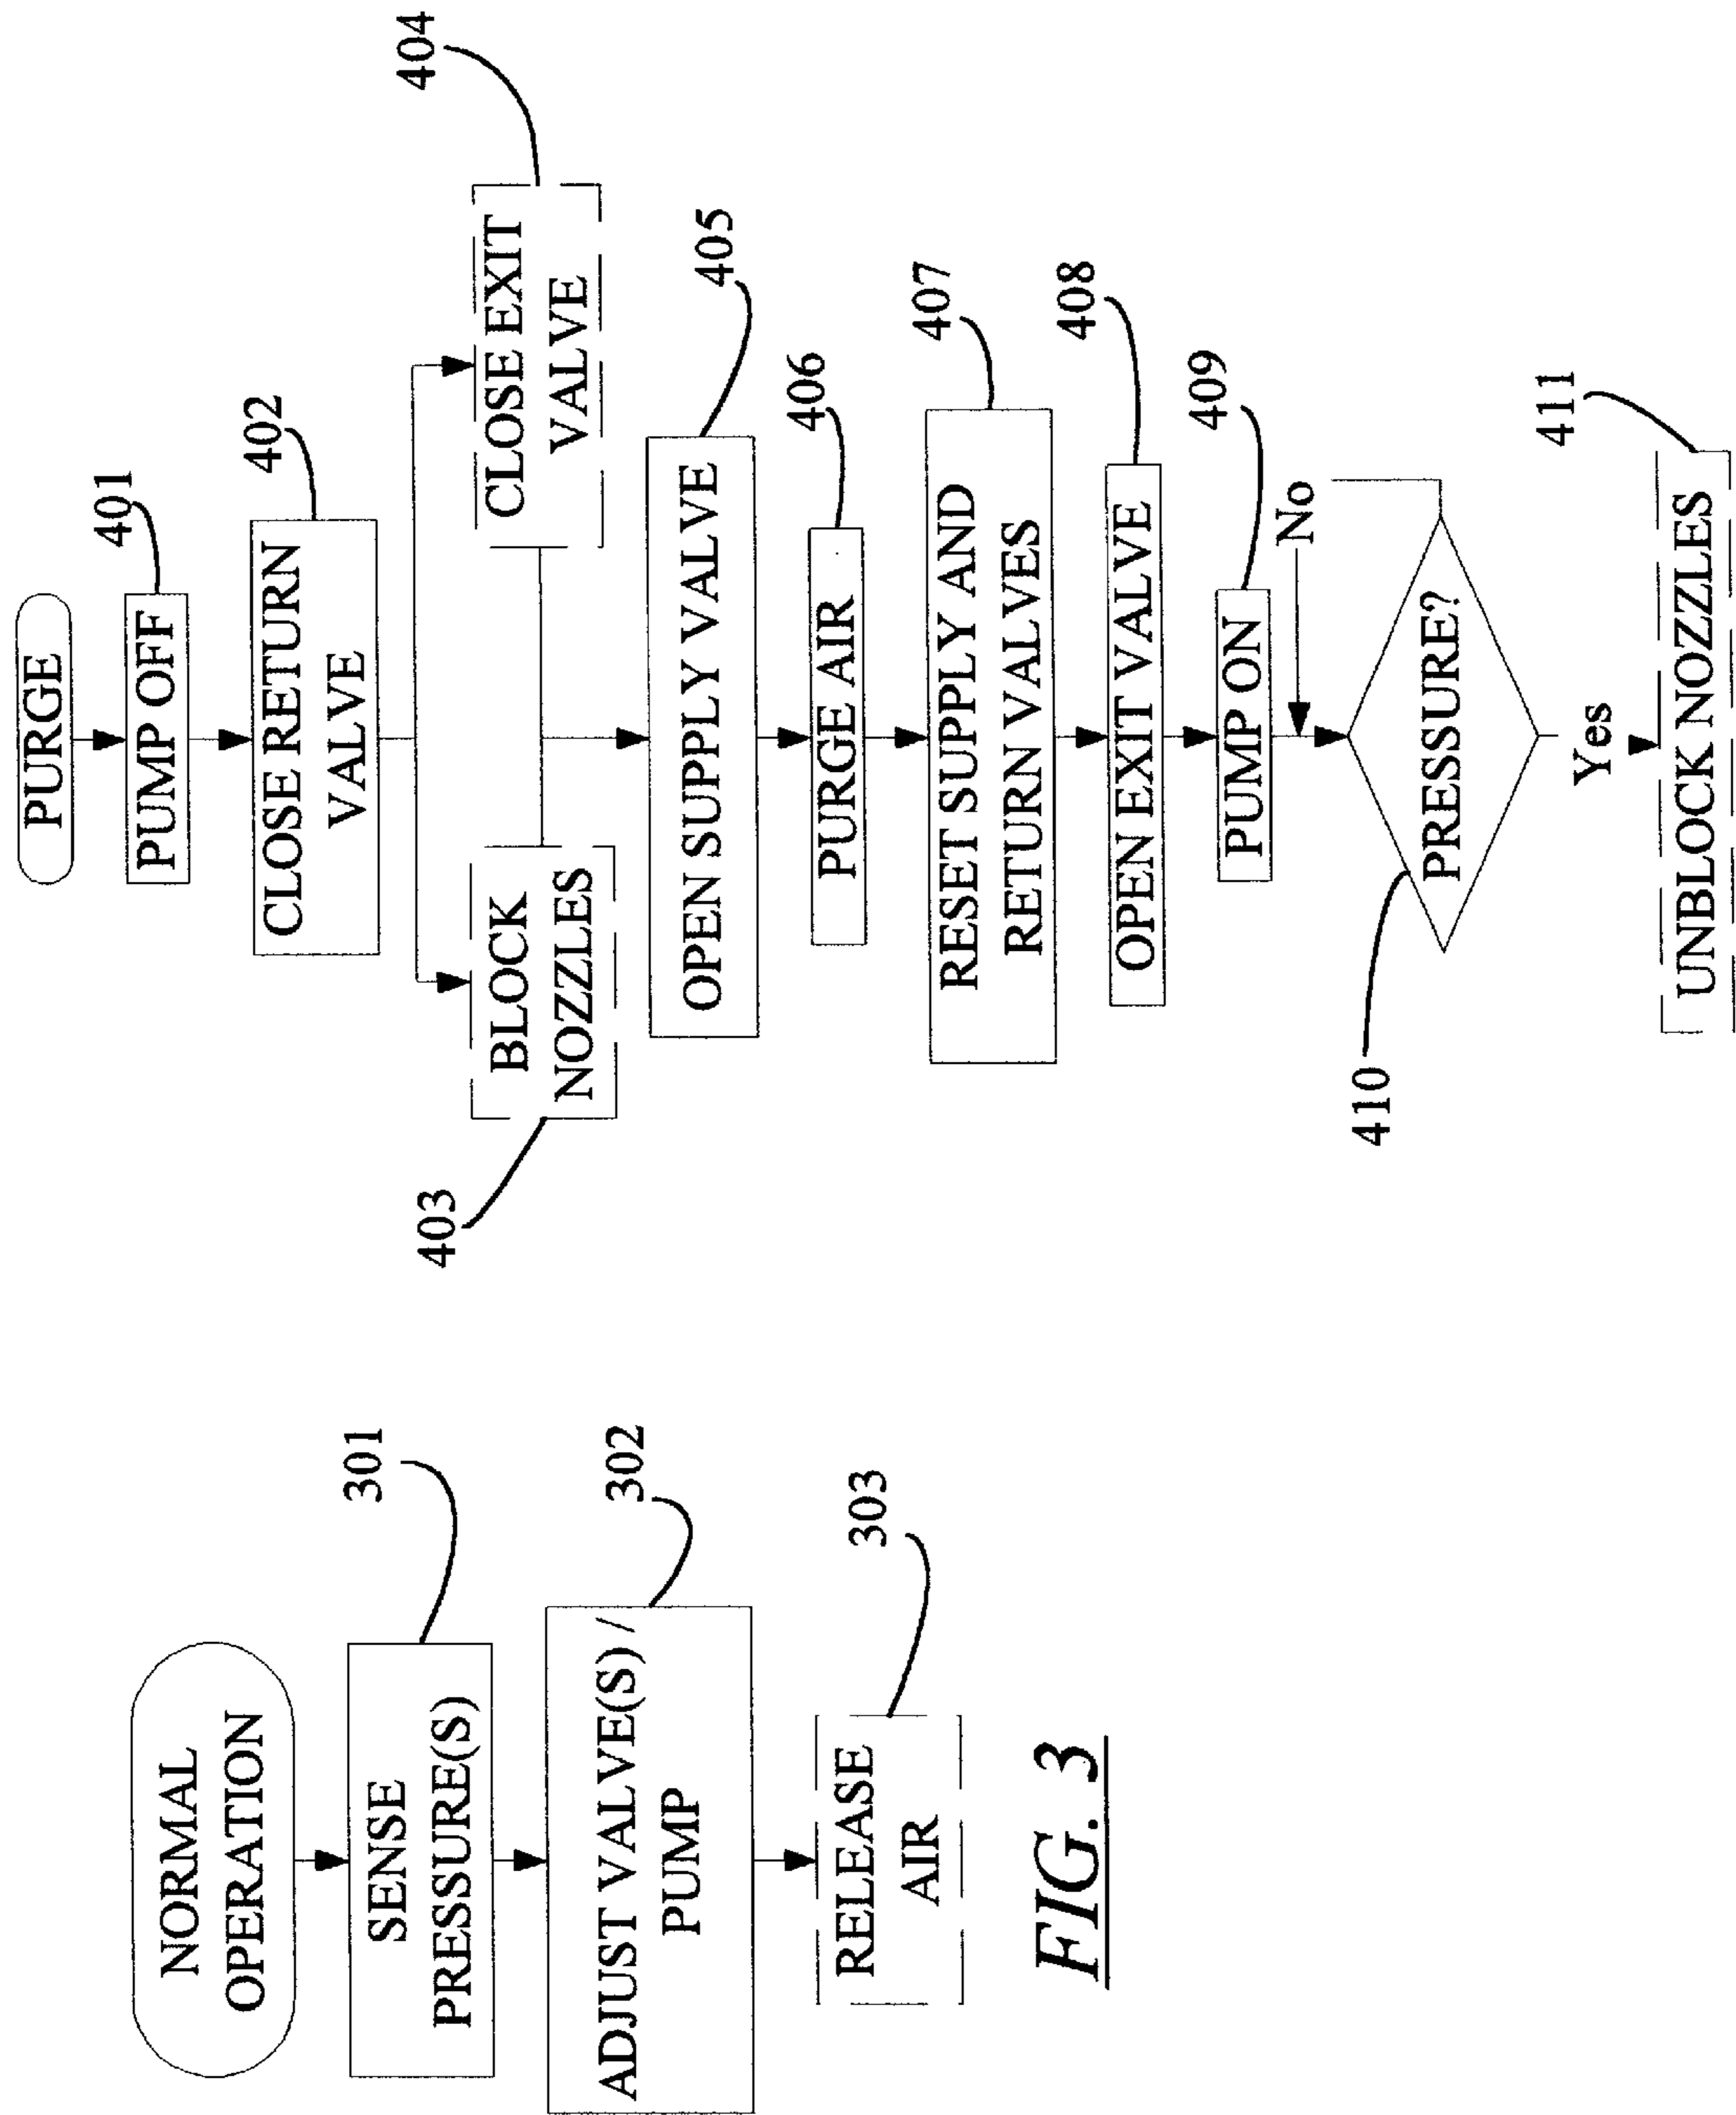 NORMAL
OPERATION
SENSE
PRESSURE(S)
301
ADJUST VALVE(S) /
PUMP
302
RELEASE
AIR
303
FIG. 3
PURGE
PUMP OFF
401
CLOSE RETURN
VALVE
402
BLOCK
NOZZLES
403
CLOSE EXIT
VALVE
404
OPEN SUPPLY VALVE
405
PURGE AIR
406
RESET SUPPLY AND
RETURN VALVES
407
OPEN EXIT VALVE
408
PUMP ON
409
No
PRESSURE?
410
Yes
UNBLOCK NOZZLES
411